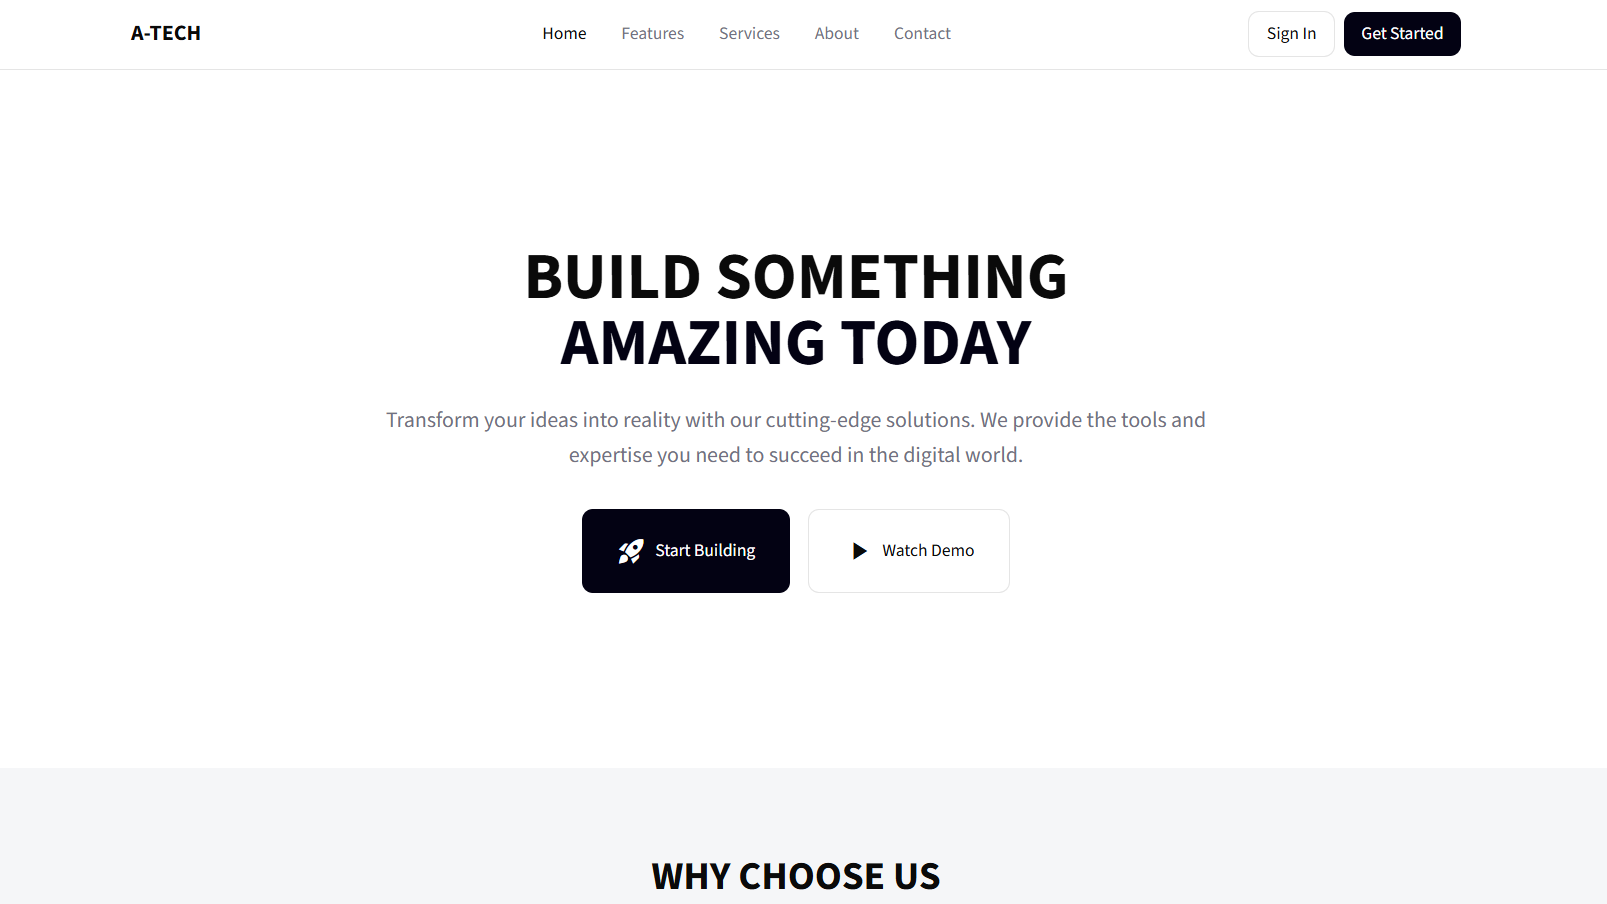 A-TECH
Home Features Services About Contact
Sign In Get Started
BUILD SOMETHING
AMAZING TODAY
Transform your ideas into reality with our cutting-edge solutions. We provide the tools and
expertise you need to succeed in the digital world.
Start Building
Watch Demo
WHY CHOOSE US